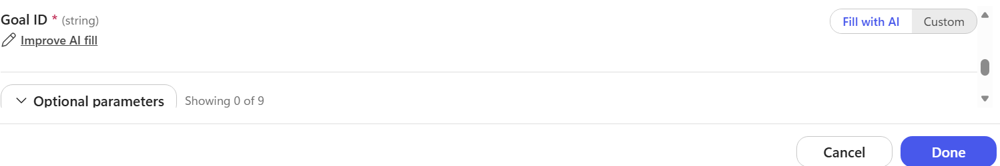 Goal ID * (string)
Fill with AI
Custom
Improve AI fill
Optional parameters
Showing 0 of 9
Cancel
Done